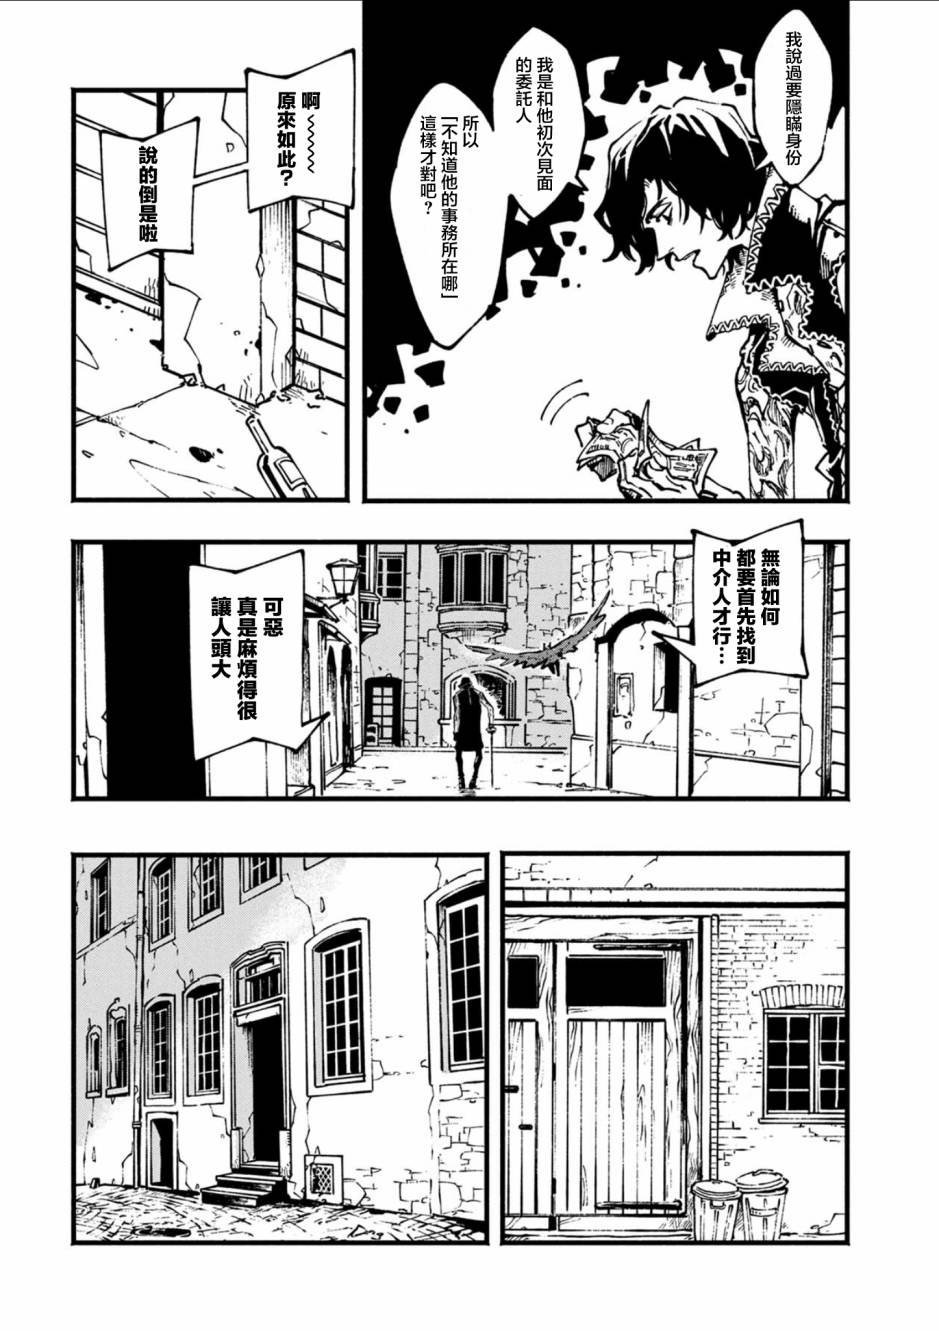 我說過要隱瞞身份
我是和他初次見面
的委託人
所以
「不知道他的事務所在哪」
這樣才對吧？
啊~~~~~
原來如此？
說的倒是啦
無論如何
都要首先找到
中介人才行…
可惡
真是麻煩得很
讓人頭大